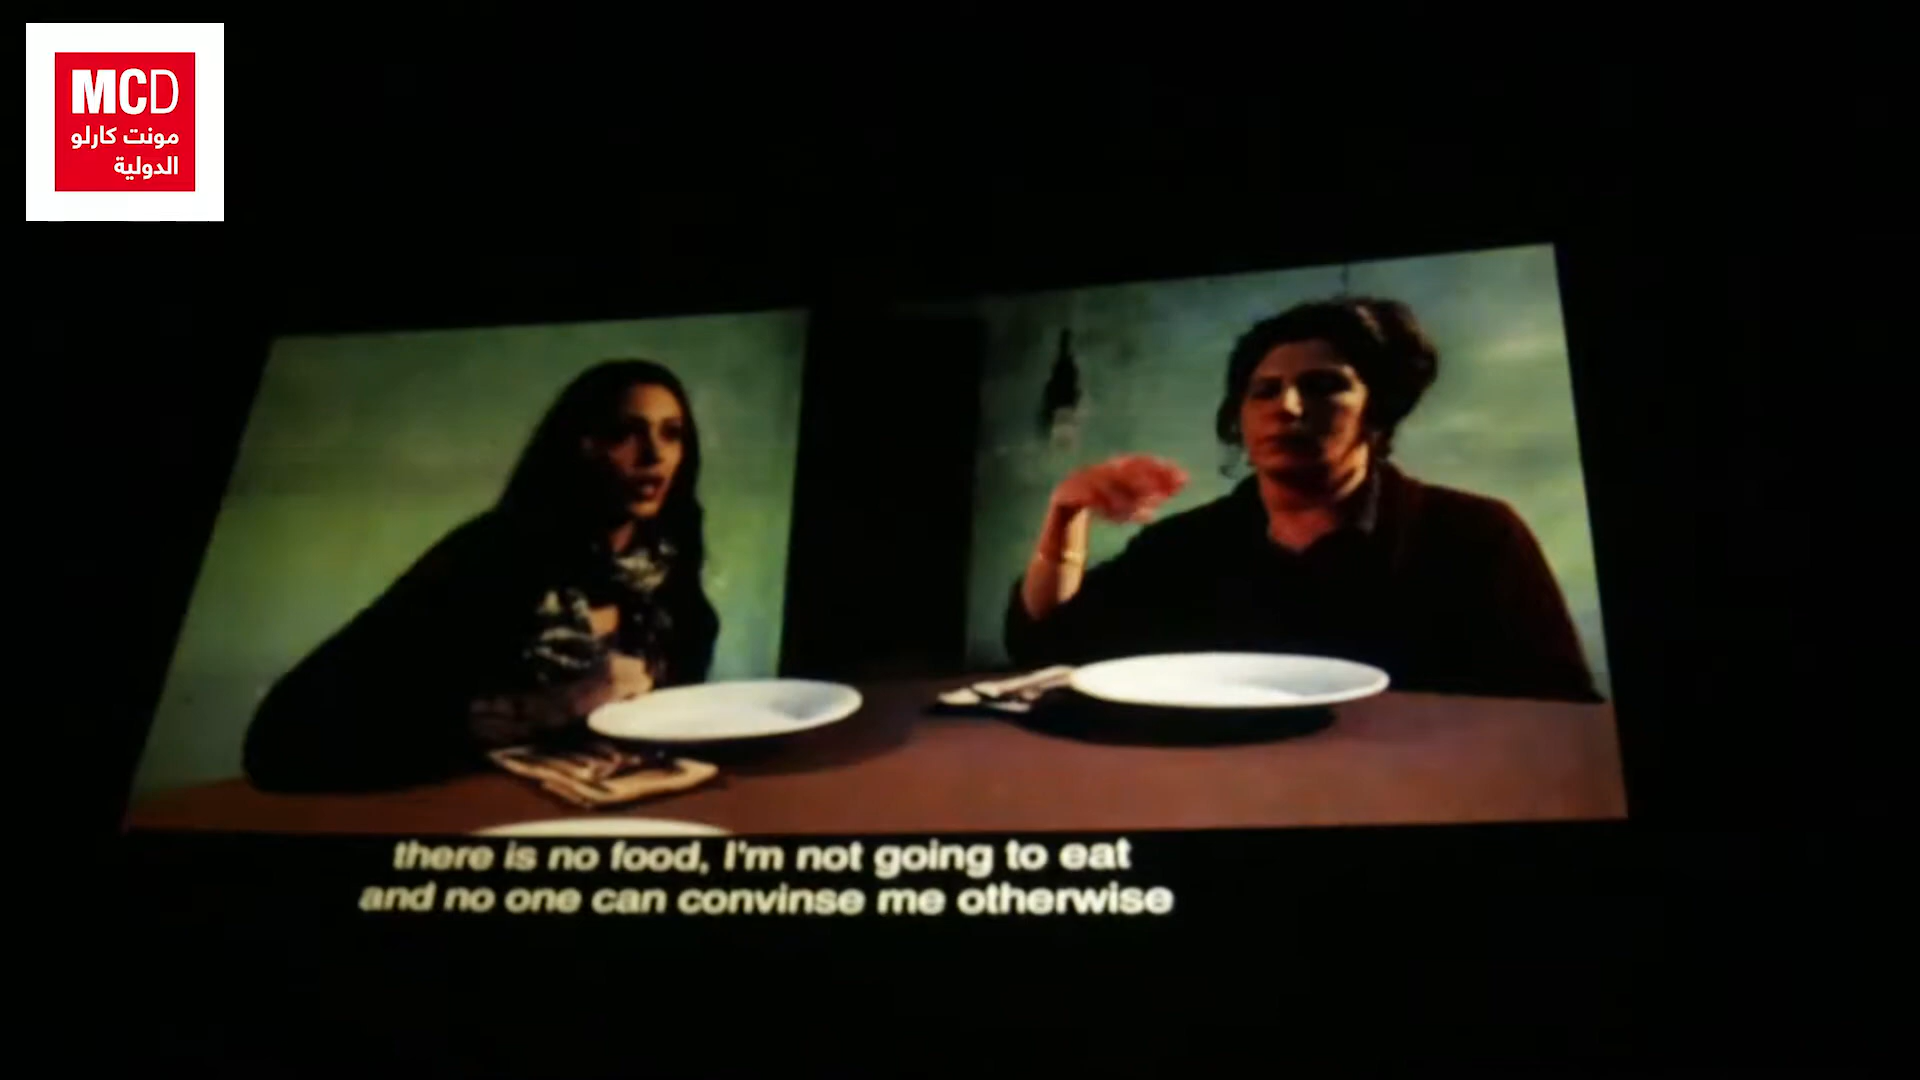 MCD
مونت كارلو
الدولية
there is no food, I'm not going to eat
and no one can convinse me otherwise